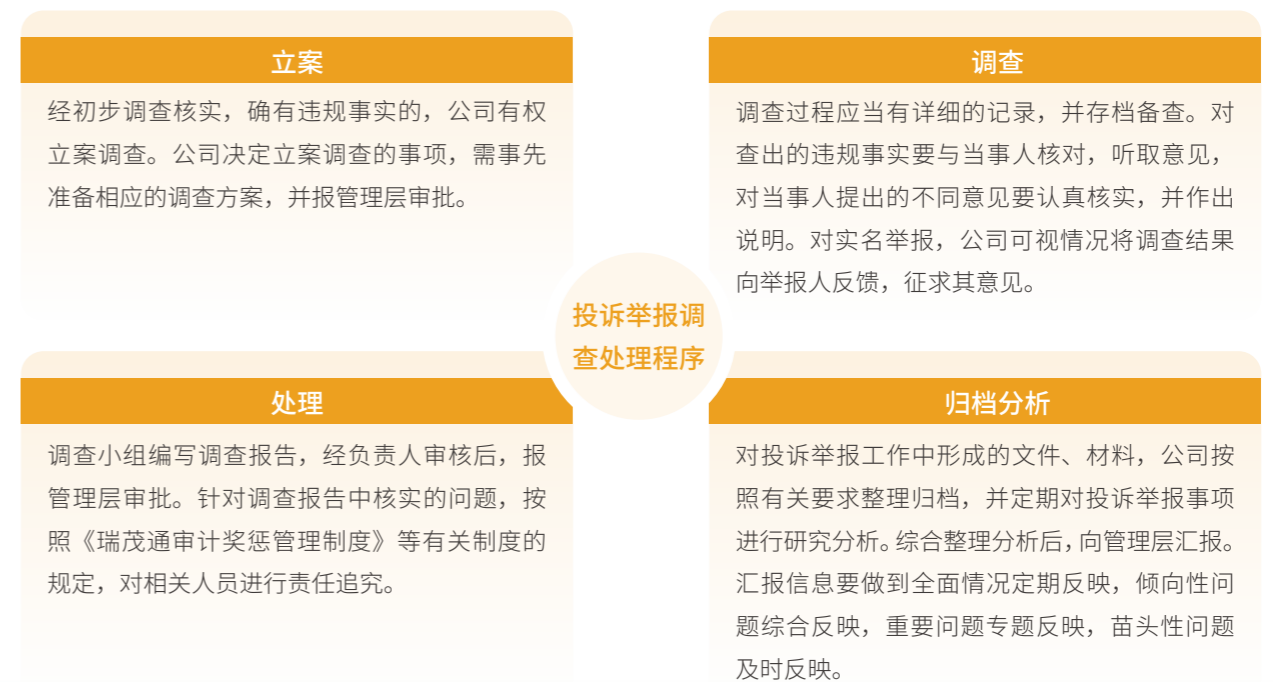 立案
经初步调查核实，确有违规事实的，公司有权
立案调查。公司决定立案调查的事项，需事先
准备相应的调查方案，并报管理层审批。
调查
调查过程应当有详细的记录，并存档备查。对
查出的违规事实要与当事人核对，听取意见，
对当事人提出的不同意见要认真核实，并作出
说明。对实名举报，公司可视情况将调查结果
向举报人反馈，征求其意见。
投诉举报调
查处理程序
处理
调查小组编写调查报告，经负责人审核后，报
管理层审批。针对调查报告中核实的问题，按
照《瑞茂通审计奖惩管理制度》等有关制度的
规定，对相关人员进行责任追究。
归档分析
对投诉举报工作中形成的文件、材料，公司按
照有关要求整理归档，并定期对投诉举报事项
进行研究分析。综合整理分析后，向管理层汇报。
汇报信息要做到全面情况定期反映，倾向性问
题综合反映，重要问题专题反映，苗头性问题
及时反映。